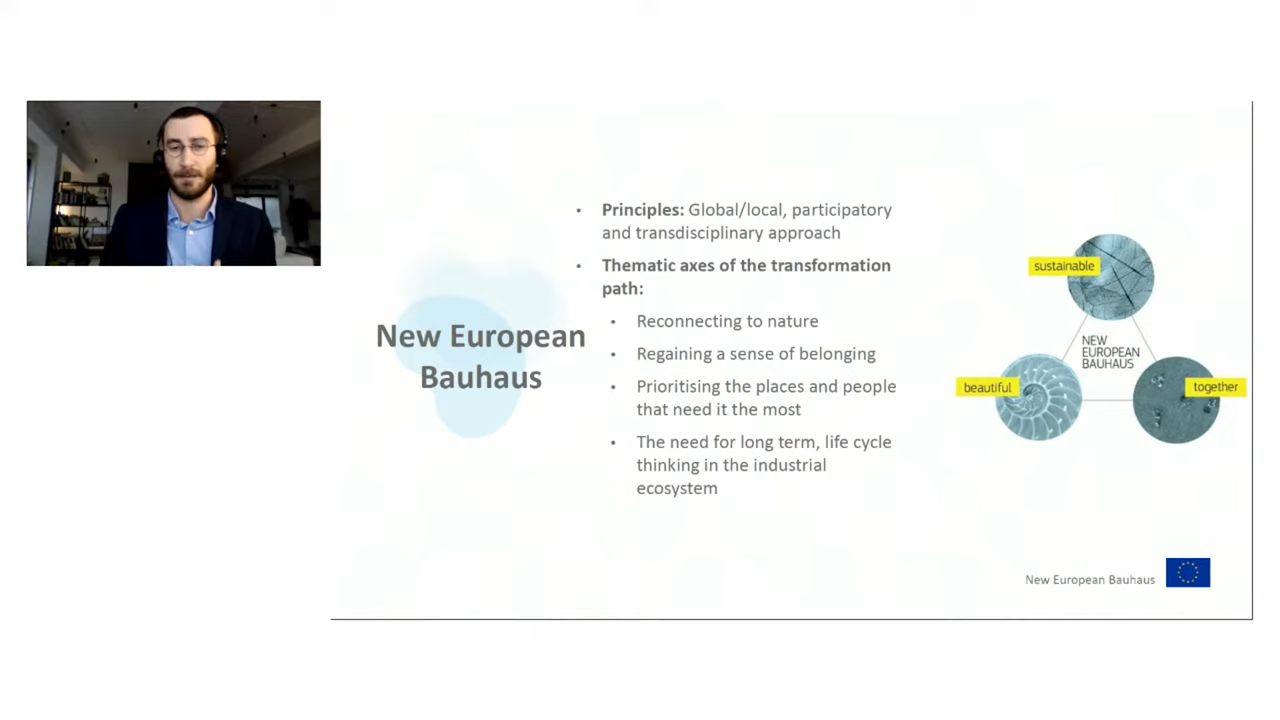 New European
Bauhaus
• Principles: Global/local, participatory
and transdisciplinary approach
• Thematic axes of the transformation
path:
• Reconnecting to nature
• Regaining a sense of belonging
• Prioritising the places and people
that need it the most
• The need for long term, life cycle
thinking in the industrial
ecosystem
sustainable
NEW
EUROPEAN
BAUHAUS
beautiful
together
New European Bauhaus